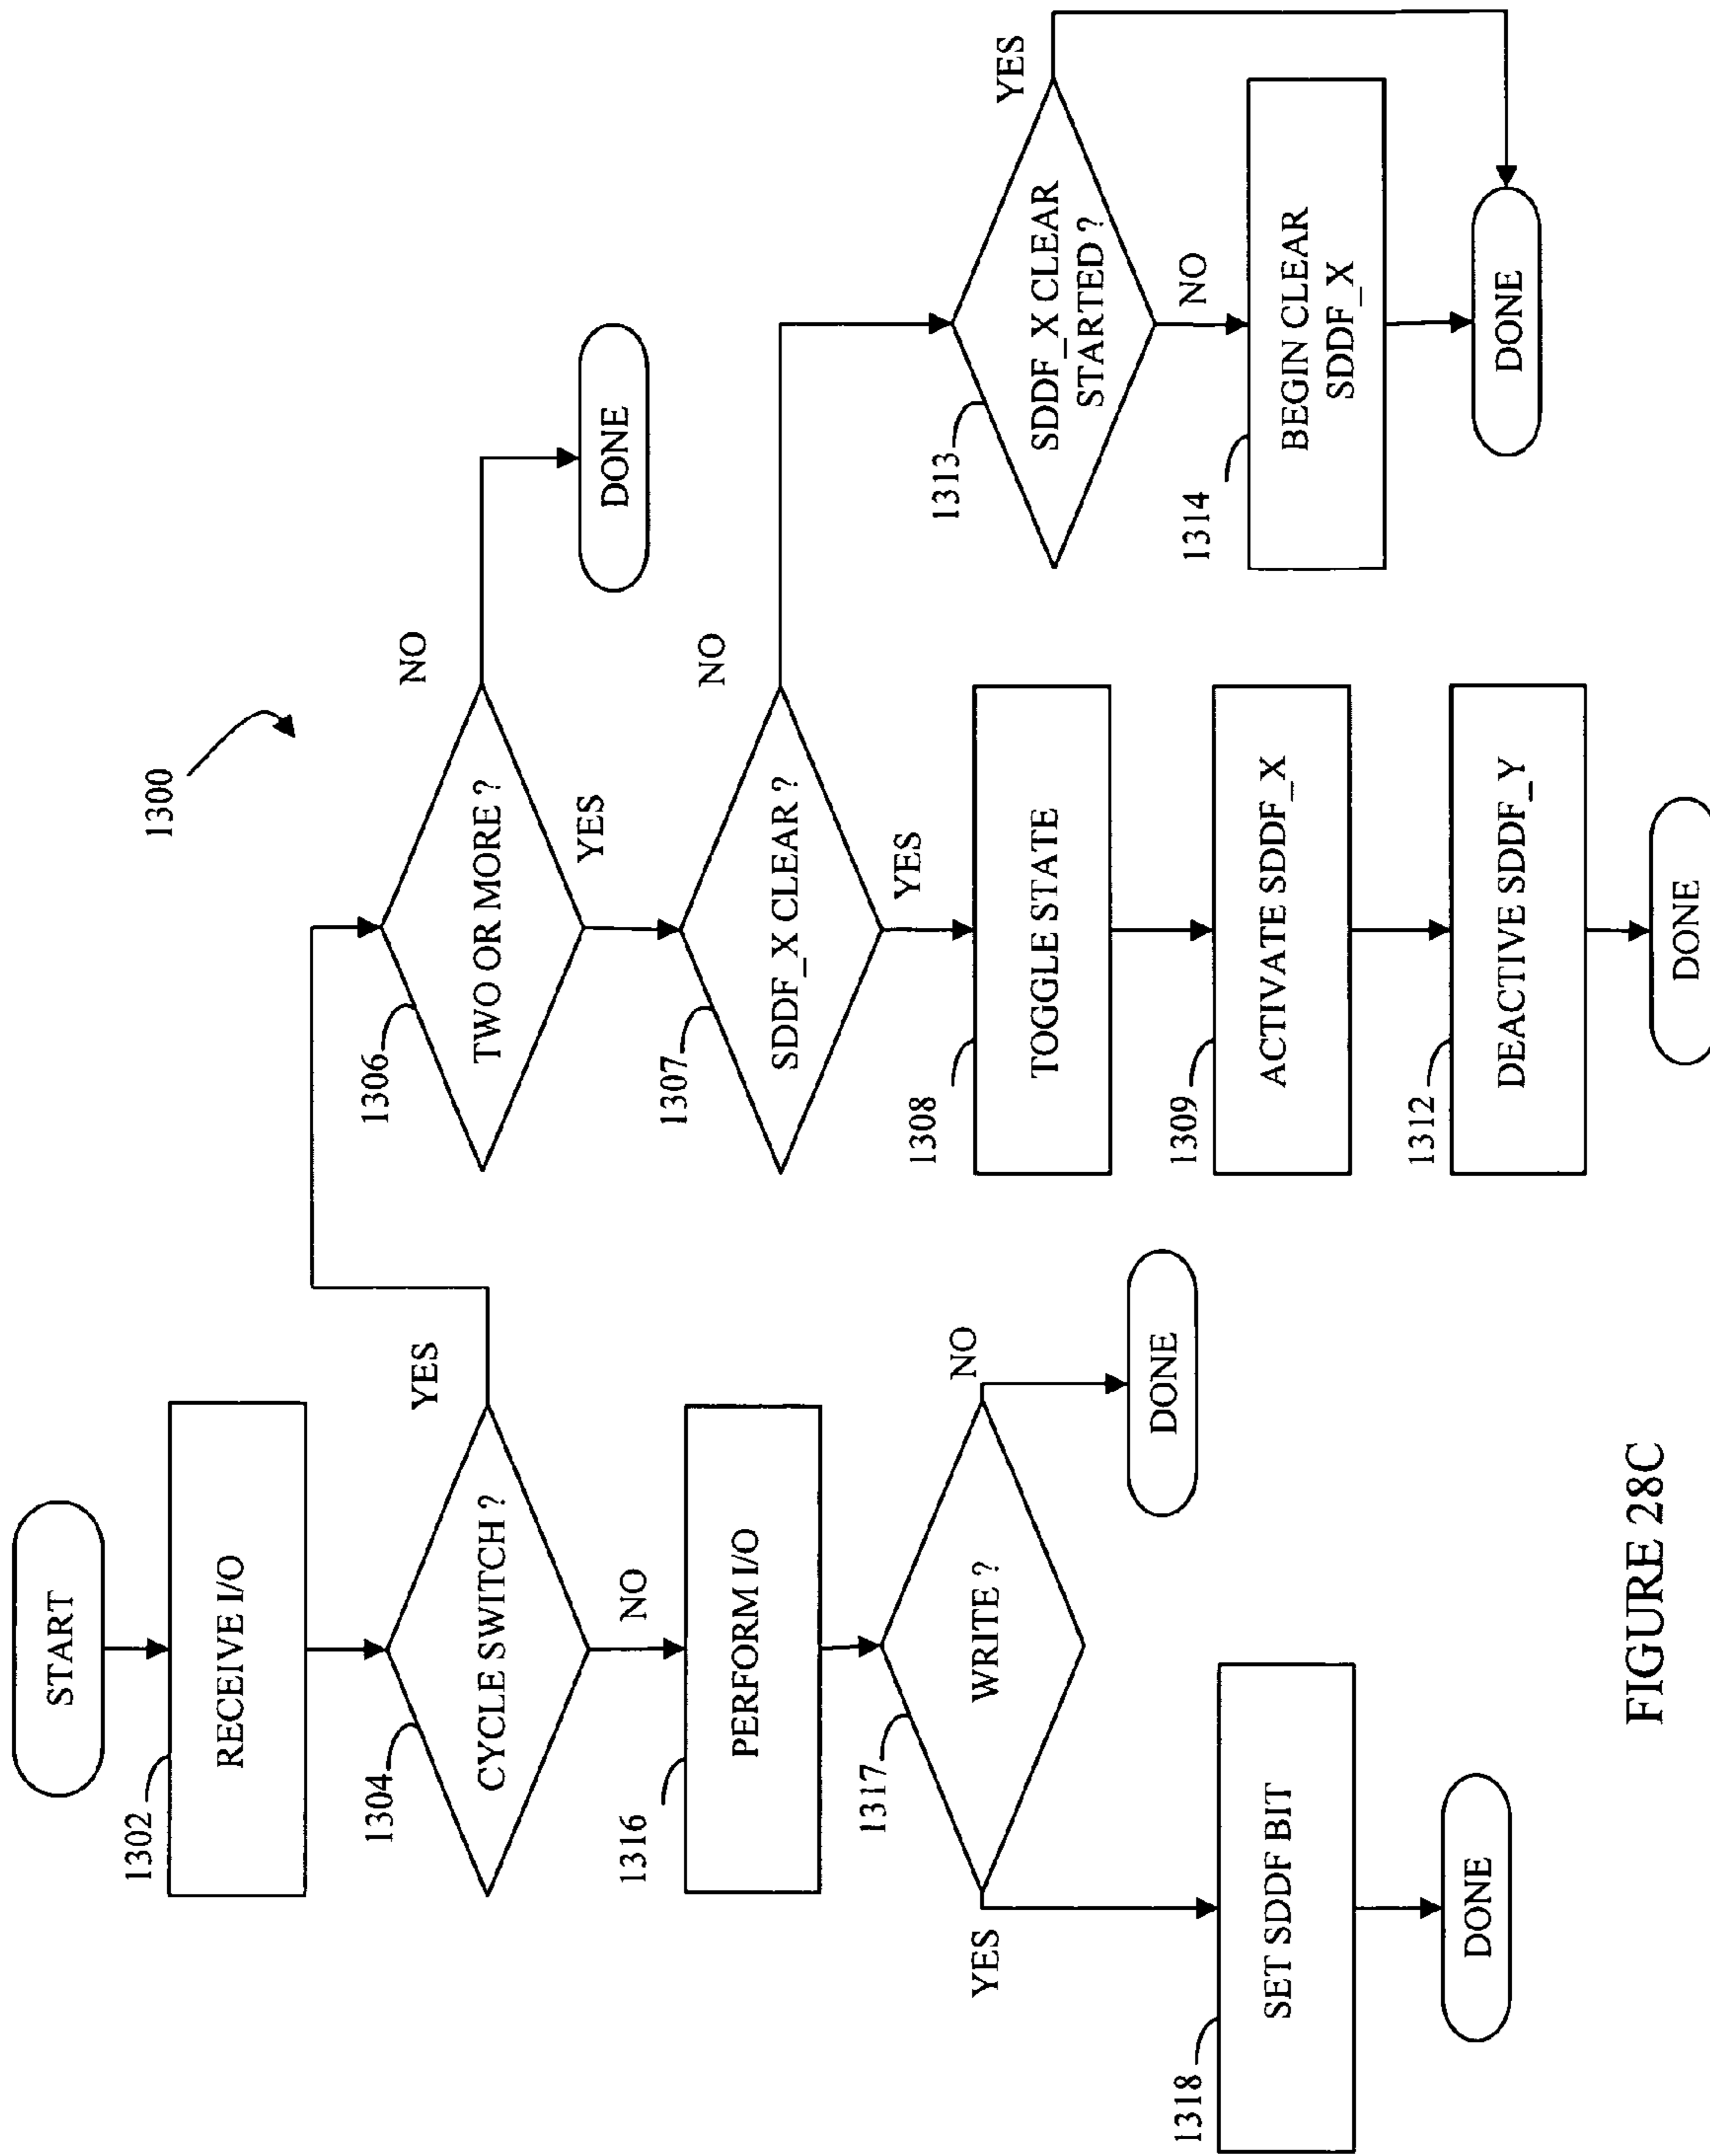 1300
START
1302
RECEIVE I/O
1304
CYCLE SWITCH ?
YES
NO
1316
PERFORM I/O
1317
WRITE ?
NO
DONE
YES
1318
SET SDDF BIT
DONE
1306
TWO OR MORE ?
NO
DONE
YES
1307
SDDF_X CLEAR ?
NO
YES
1308
TOGGLE STATE
1309
ACTIVATE SDDF_X
1312
DEACTIVE SDDF_Y
DONE
1313
SDDF_X CLEAR
STARTED ?
YES
NO
1314
BEGIN CLEAR
SDDF_X
DONE
FIGURE 28C